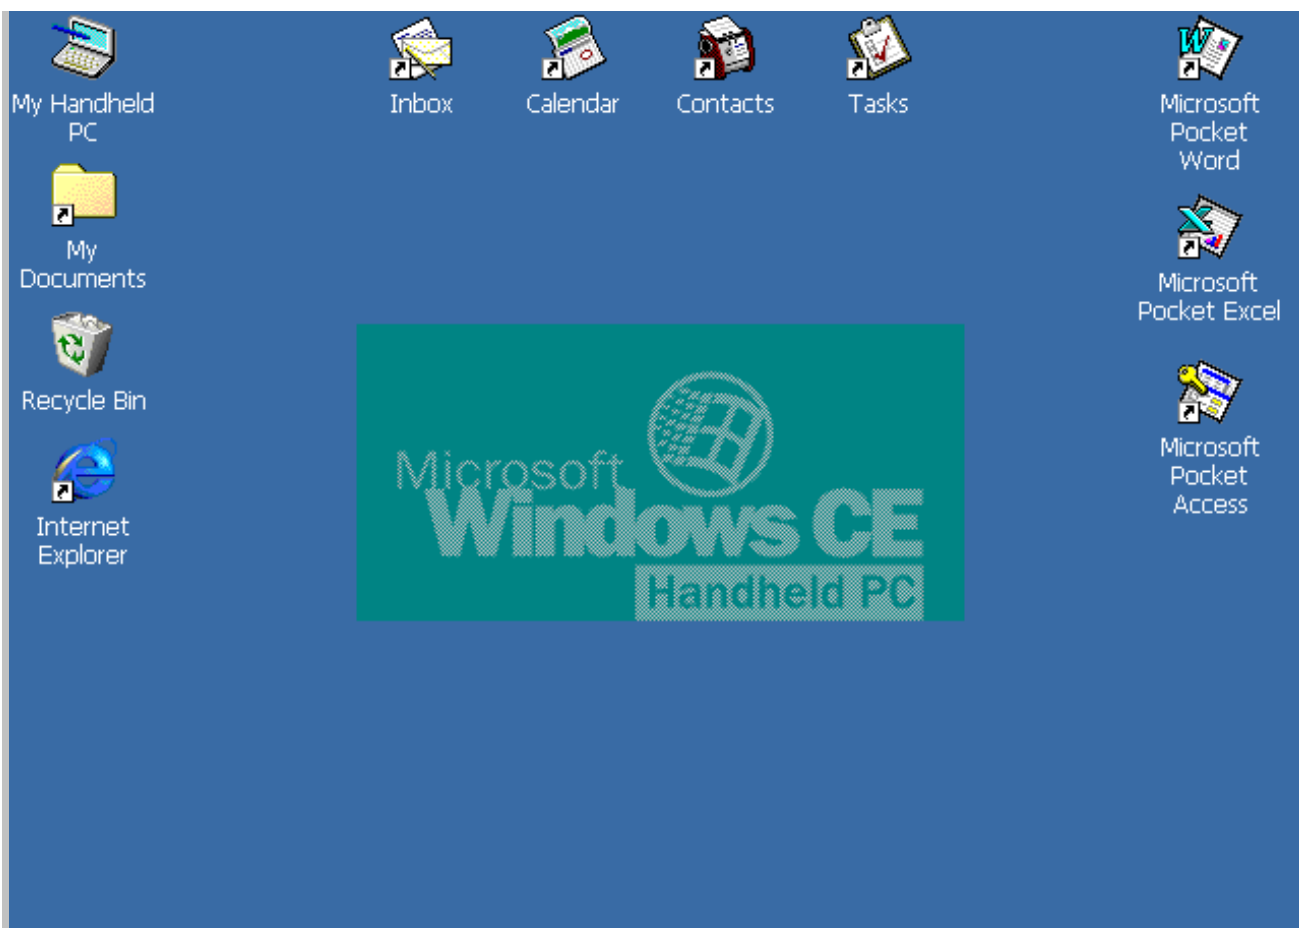 My Handheld
PC
Inbox
Calendar
Contacts
Tasks
Microsoft
Pocket
Word
My
Documents
Microsoft
Pocket Excel
Recycle Bin
Microsoft
Pocket
Access
Internet
Explorer
Microsoft
Windows CE
Handheld PC